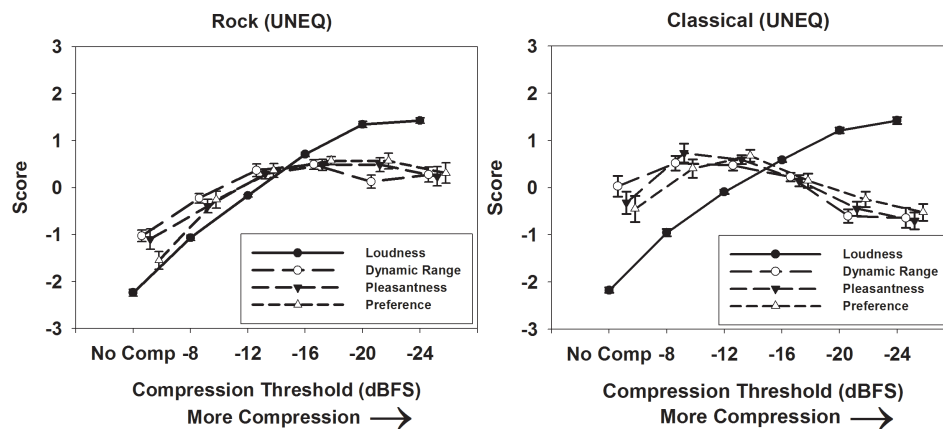 Rock (UNEQ)
3
2
1
0
-1
-2
-3
Score
Loudness
Dynamic Range
Pleasantness
Preference
No Comp -8 -12 -16 -20 -24
Compression Threshold (dBFS)
More Compression
Classical (UNEQ)
3
2
1
0
-1
-2
-3
Score
Loudness
Dynamic Range
Pleasantness
Preference
No Comp -8 -12 -16 -20 -24
Compression Threshold (dBFS)
More Compression